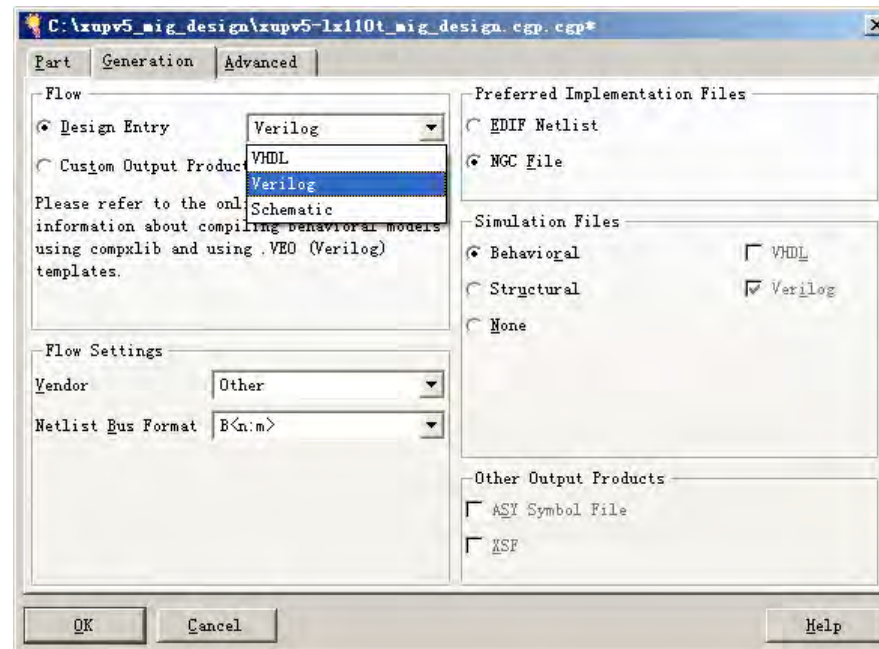 C:\xupv5_mig_design\xupv5-lx110t_mig_design.cgp.cgp*
Part Generation Advanced
Flow
Design Entry Verilog
VHDL
Verilog
Schematic
Custom Output Produc
Please refer to the onl
information about compiling behavioral models
using compxlib and using .VEO (Verilog)
templates.
Flow Settings
Vendor Other
Netlist Bus Format B<n:m>
Preferred Implementation Files
EDIF Netlist
NGC File
Simulation Files
Behavioral VHDL
Structural Verilog
None
Other Output Products
ASY Symbol File
XSF
OK Cancel Help